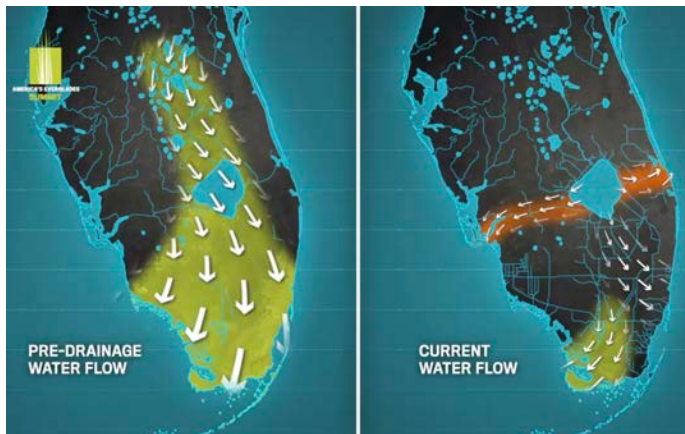 AMERICA'S EVERGLADES
SUMMIT
PRE-DRAINAGE
WATER FLOW
CURRENT
WATER FLOW